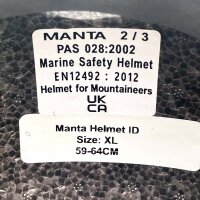 MANTA 2 / 3
PAS 028:2002
Marine Safety Helmet
EN12492 : 2012
Helmet for Mountaineers
UK
CA
Manta Helmet ID
Size: XL
59-64CM